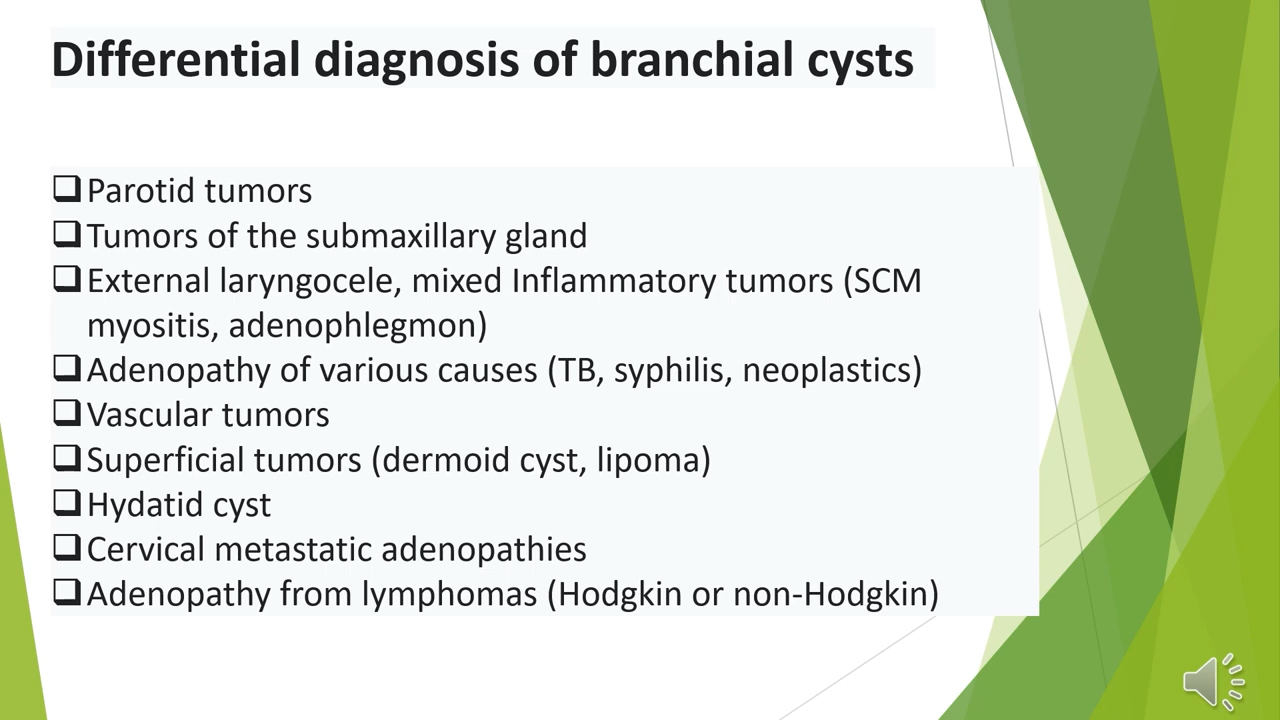 Differential diagnosis of branchial cysts
❑Parotid tumors
❑Tumors of the submaxillary gland
❑External laryngocele, mixed Inflammatory tumors (SCM
myositis, adenophlegmon)
❑Adenopathy of various causes (TB, syphilis, neoplastics)
❑Vascular tumors
❑Superficial tumors (dermoid cyst, lipoma)
❑Hydatid cyst
❑Cervical metastatic adenopathies
❑Adenopathy from lymphomas (Hodgkin or non-Hodgkin)